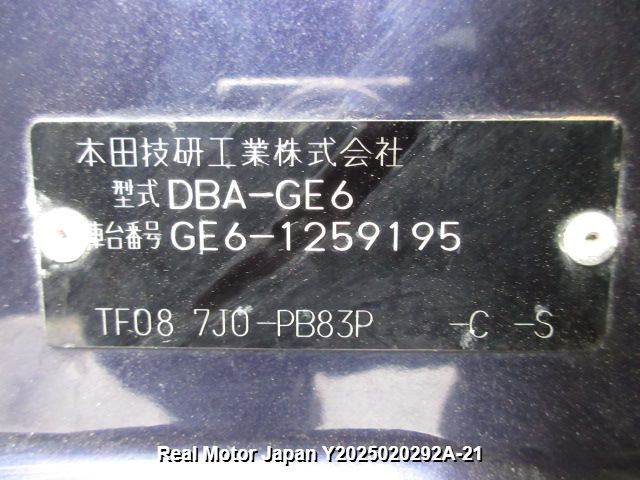 本田技研工業株式会社
型式 DBA-GE6
車台番号 GE6-1259195
TF08 7J0-PB83P -C -S
Real Motor Japan Y2025020292A-21